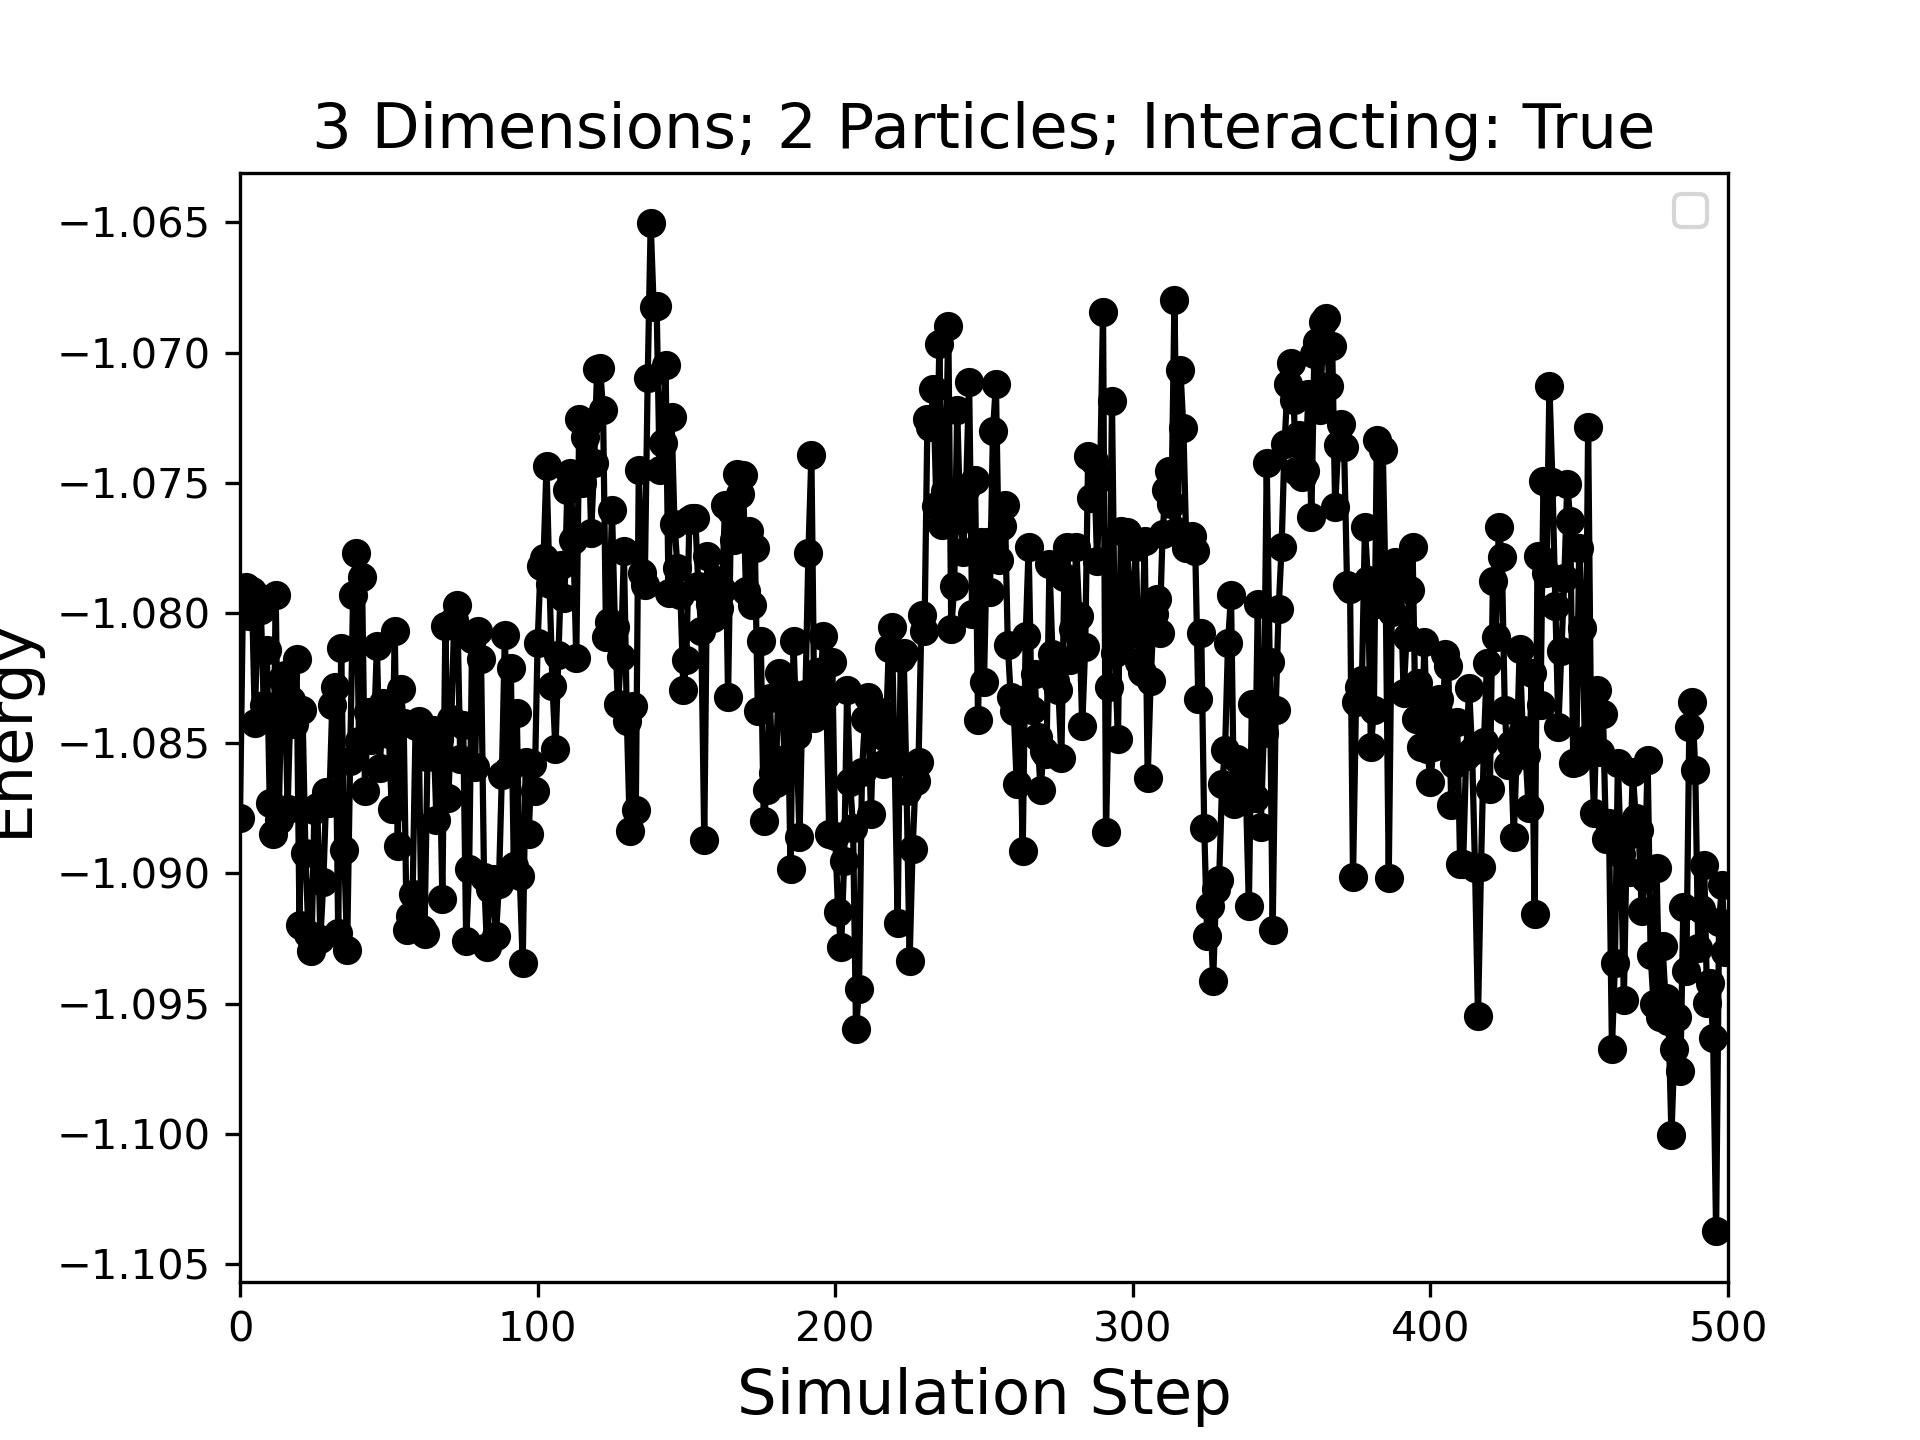 3 Dimensions; 2 Particles; Interacting: True
−1.065
−1.070
−1.075
−1.080
−1.085
−1.090
−1.095
−1.100
−1.105
Energy
0 100 200 300 400 500
Simulation Step